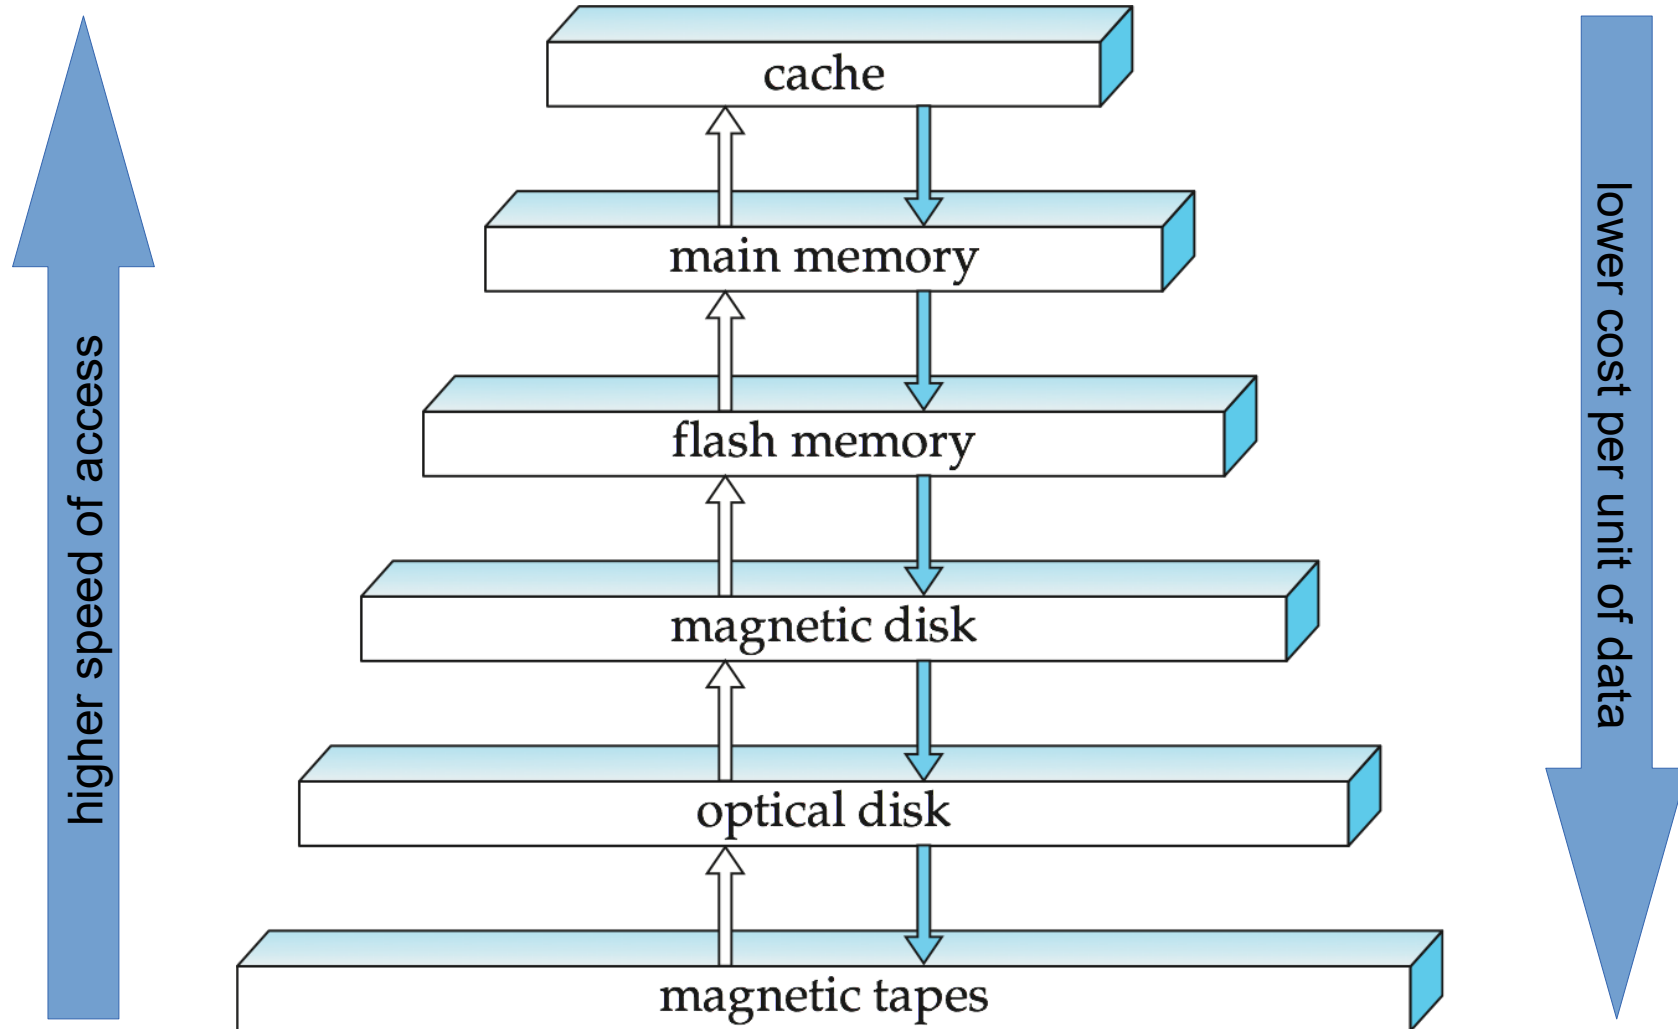 cache
main memory
flash memory
magnetic disk
optical disk
magnetic tapes
higher speed of access
lower cost per unit of data